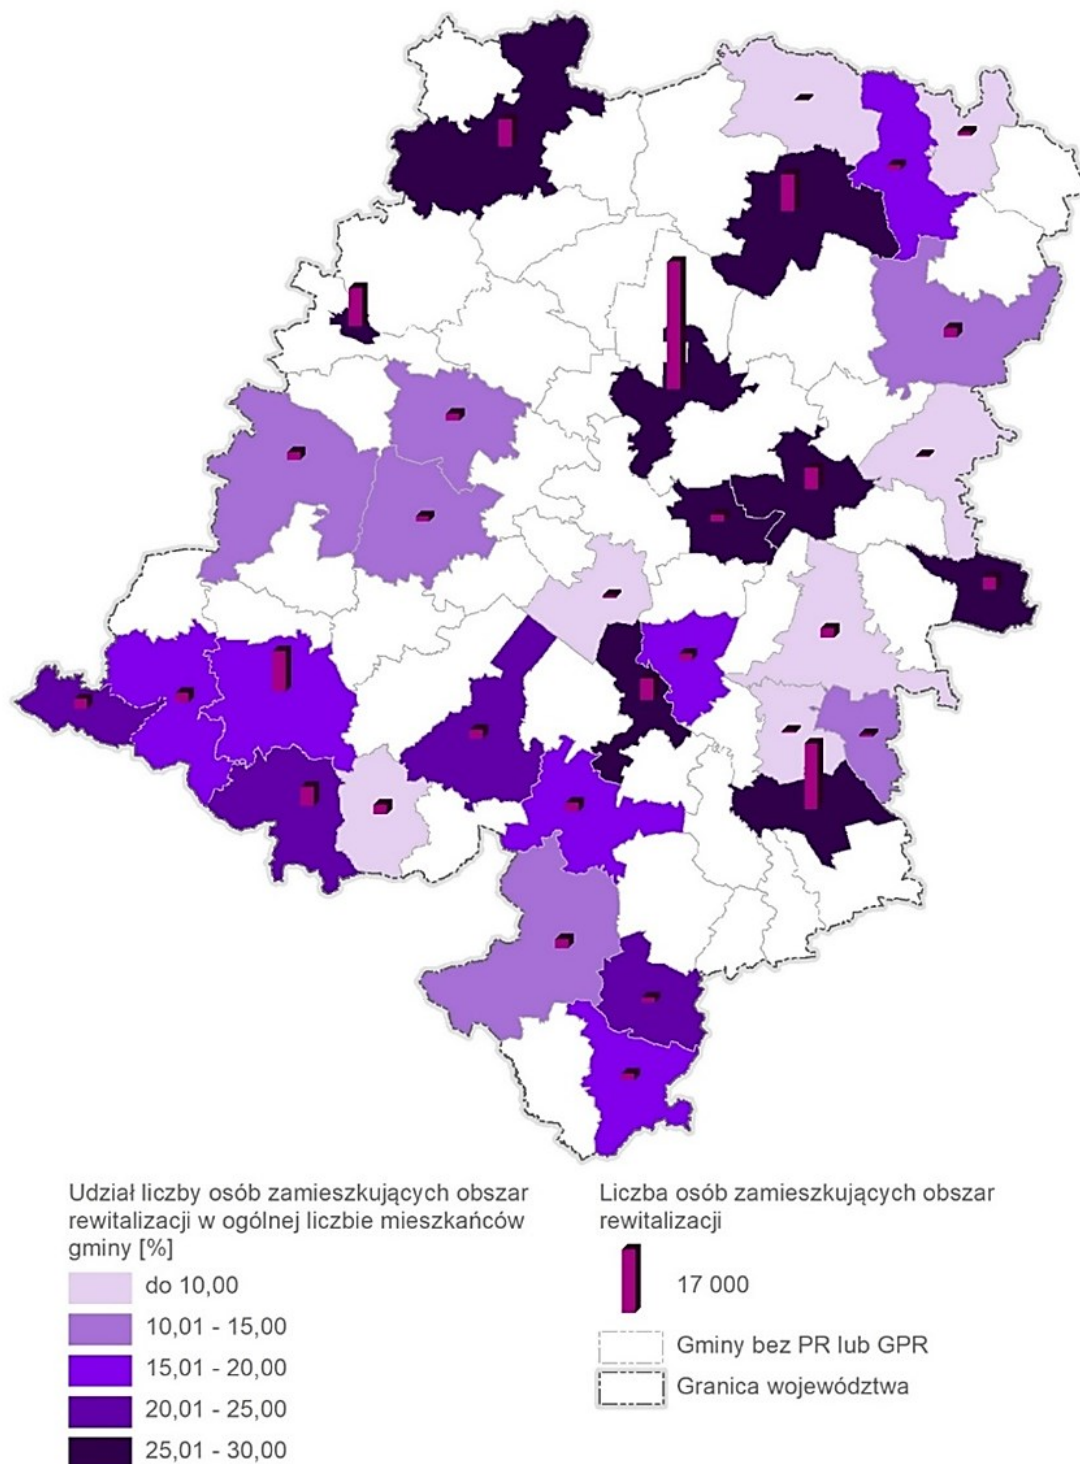 Udział liczby osób zamieszkujących obszar
rewitalizacji w ogólnej liczbie mieszkańców
gminy [%]
do 10,00
10,01 - 15,00
15,01 - 20,00
20,01 - 25,00
25,01 - 30,00
Liczba osób zamieszkujących obszar
rewitalizacji
17 000
Gminy bez PR lub GPR
Granica województwa